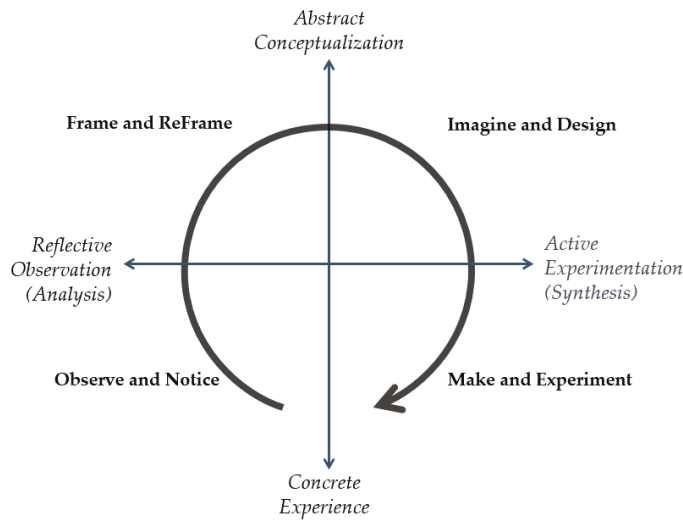 Abstract
Conceptualization
Frame and ReFrame
Imagine and Design
Reflective
Observation
(Analysis)
Active
Experimentation
(Synthesis)
Observe and Notice
Make and Experiment
Concrete
Experience